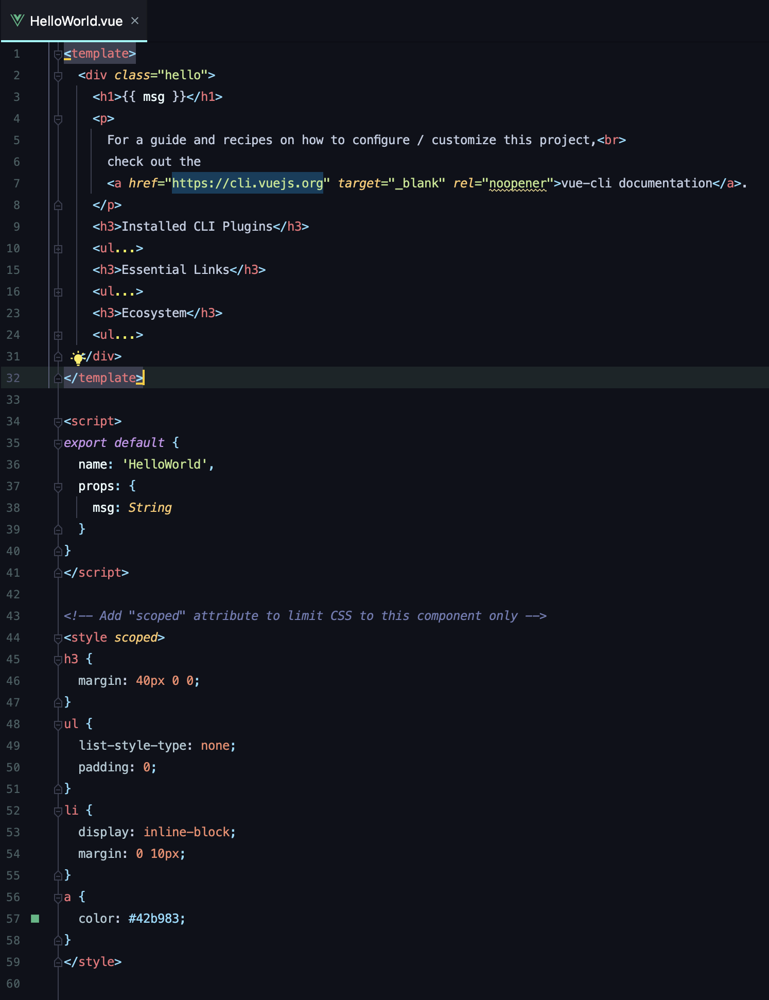 HelloWorld.vue ×
1 <template>
2   <div class="hello">
3     <h1>{{ msg }}</h1>
4     <p>
5       For a guide and recipes on how to configure / customize this project,<br>
6       check out the
7       <a href="https://cli.vuejs.org" target="_blank" rel="noopener">vue-cli documentation</a>.
8     </p>
9     <h3>Installed CLI Plugins</h3>
10     <ul...>
15     <h3>Essential Links</h3>
16     <ul...>
23     <h3>Ecosystem</h3>
24     <ul...>
31   </div>
32 </template>
33
34 <script>
35 export default {
36   name: 'HelloWorld',
37   props: {
38     msg: String
39   }
40 }
41 </script>
42
43 <!-- Add "scoped" attribute to limit CSS to this component only -->
44 <style scoped>
45 h3 {
46   margin: 40px 0 0;
47 }
48 ul {
49   list-style-type: none;
50   padding: 0;
51 }
52 li {
53   display: inline-block;
54   margin: 0 10px;
55 }
56 a {
57   color: #42b983;
58 }
59 </style>
60